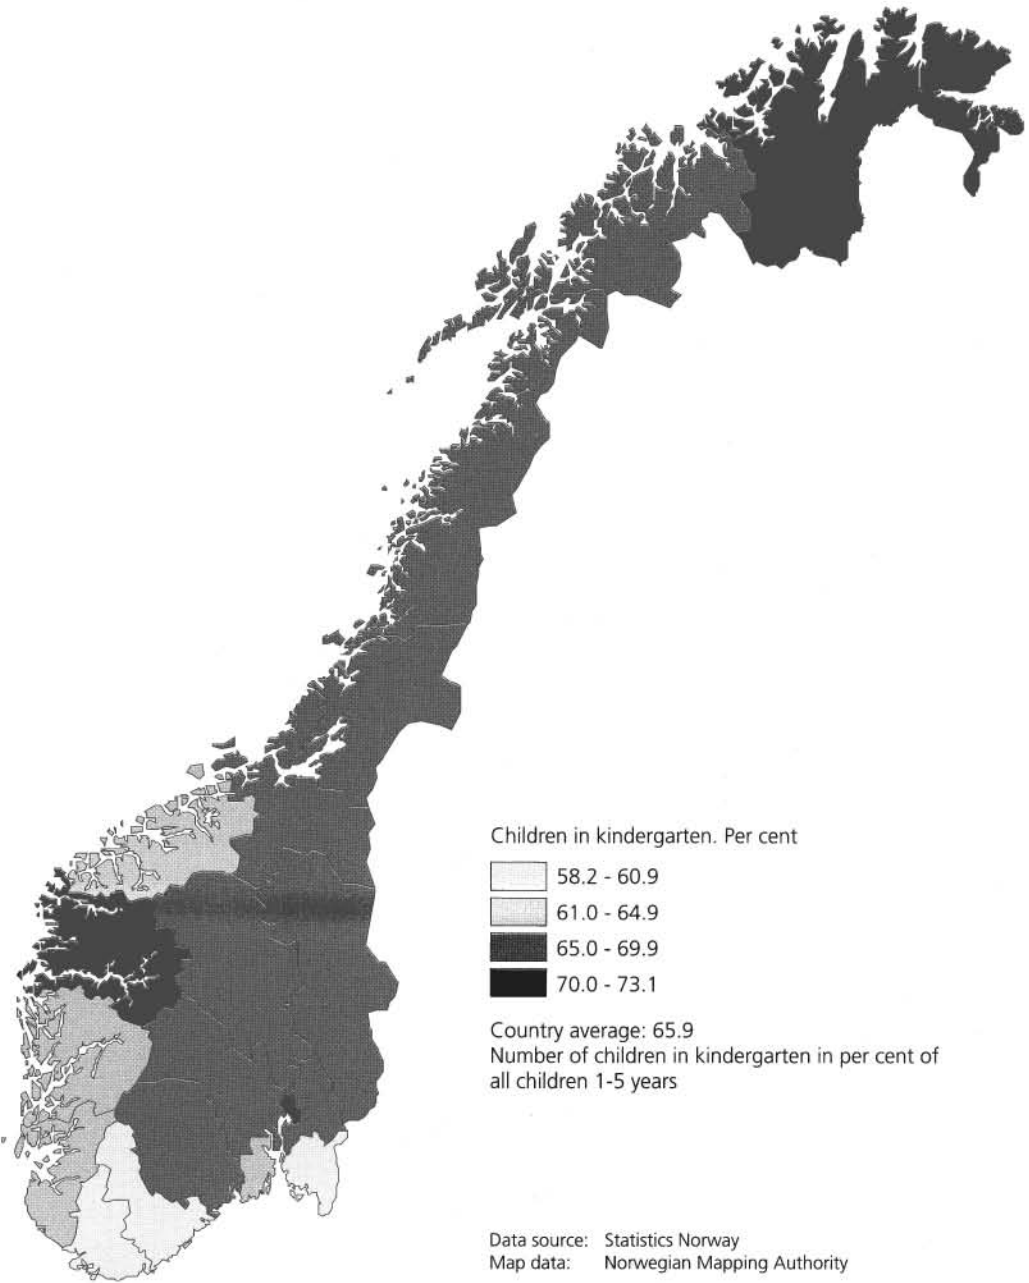 Children in kindergarten. Per cent
58.2 - 60.9
61.0 - 64.9
65.0 - 69.9
70.0 - 73.1
Country average: 65.9
Number of children in kindergarten in per cent of
all children 1-5 years
Data source: Statistics Norway
Map data: Norwegian Mapping Authority